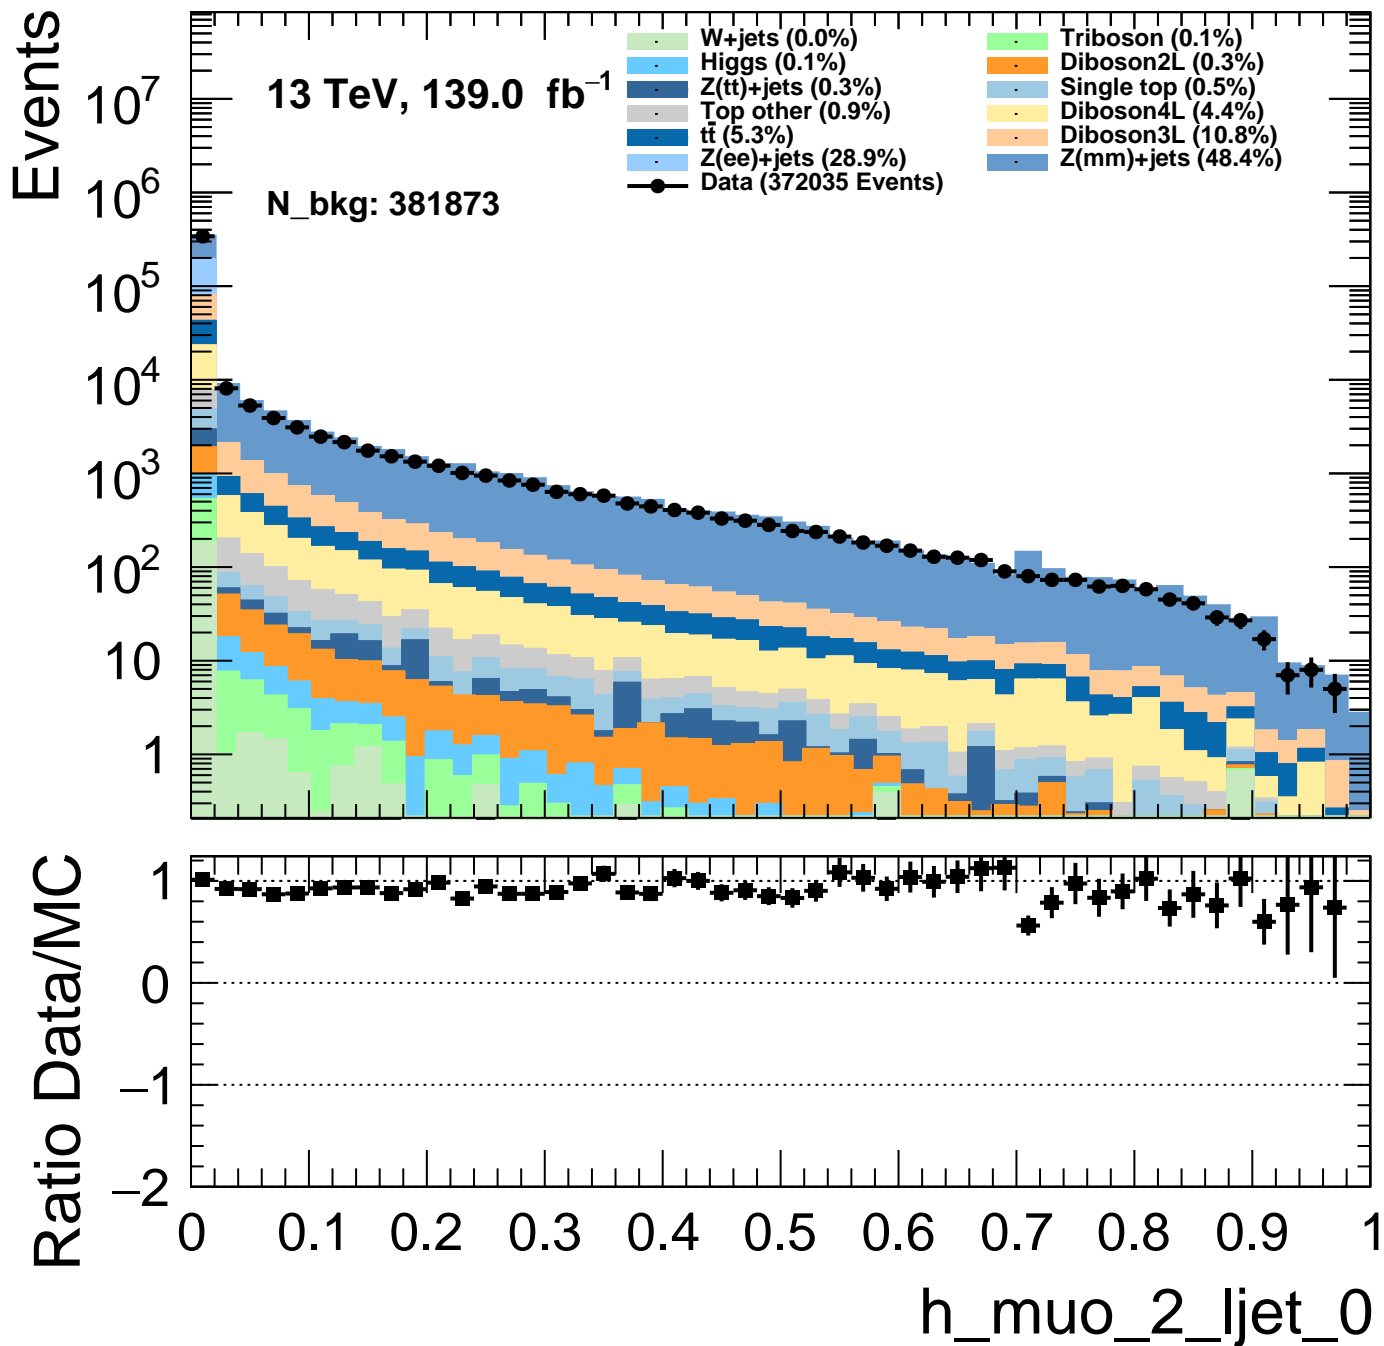 Events
10⁷
10⁶
10⁵
10⁴
10³
10²
10
1
13 TeV, 139.0 fb⁻¹
N_bkg: 381873
W+jets (0.0%)
Higgs (0.1%)
Z(tt)+jets (0.3%)
Top other (0.9%)
tt̄ (5.3%)
Z(ee)+jets (28.9%)
Data (372035 Events)
Triboson (0.1%)
Diboson2L (0.3%)
Single top (0.5%)
Diboson4L (4.4%)
Diboson3L (10.8%)
Z(mm)+jets (48.4%)
Ratio Data/MC
1
0
−1
−2
0 0.1 0.2 0.3 0.4 0.5 0.6 0.7 0.8 0.9 1
h_muo_2_ljet_0